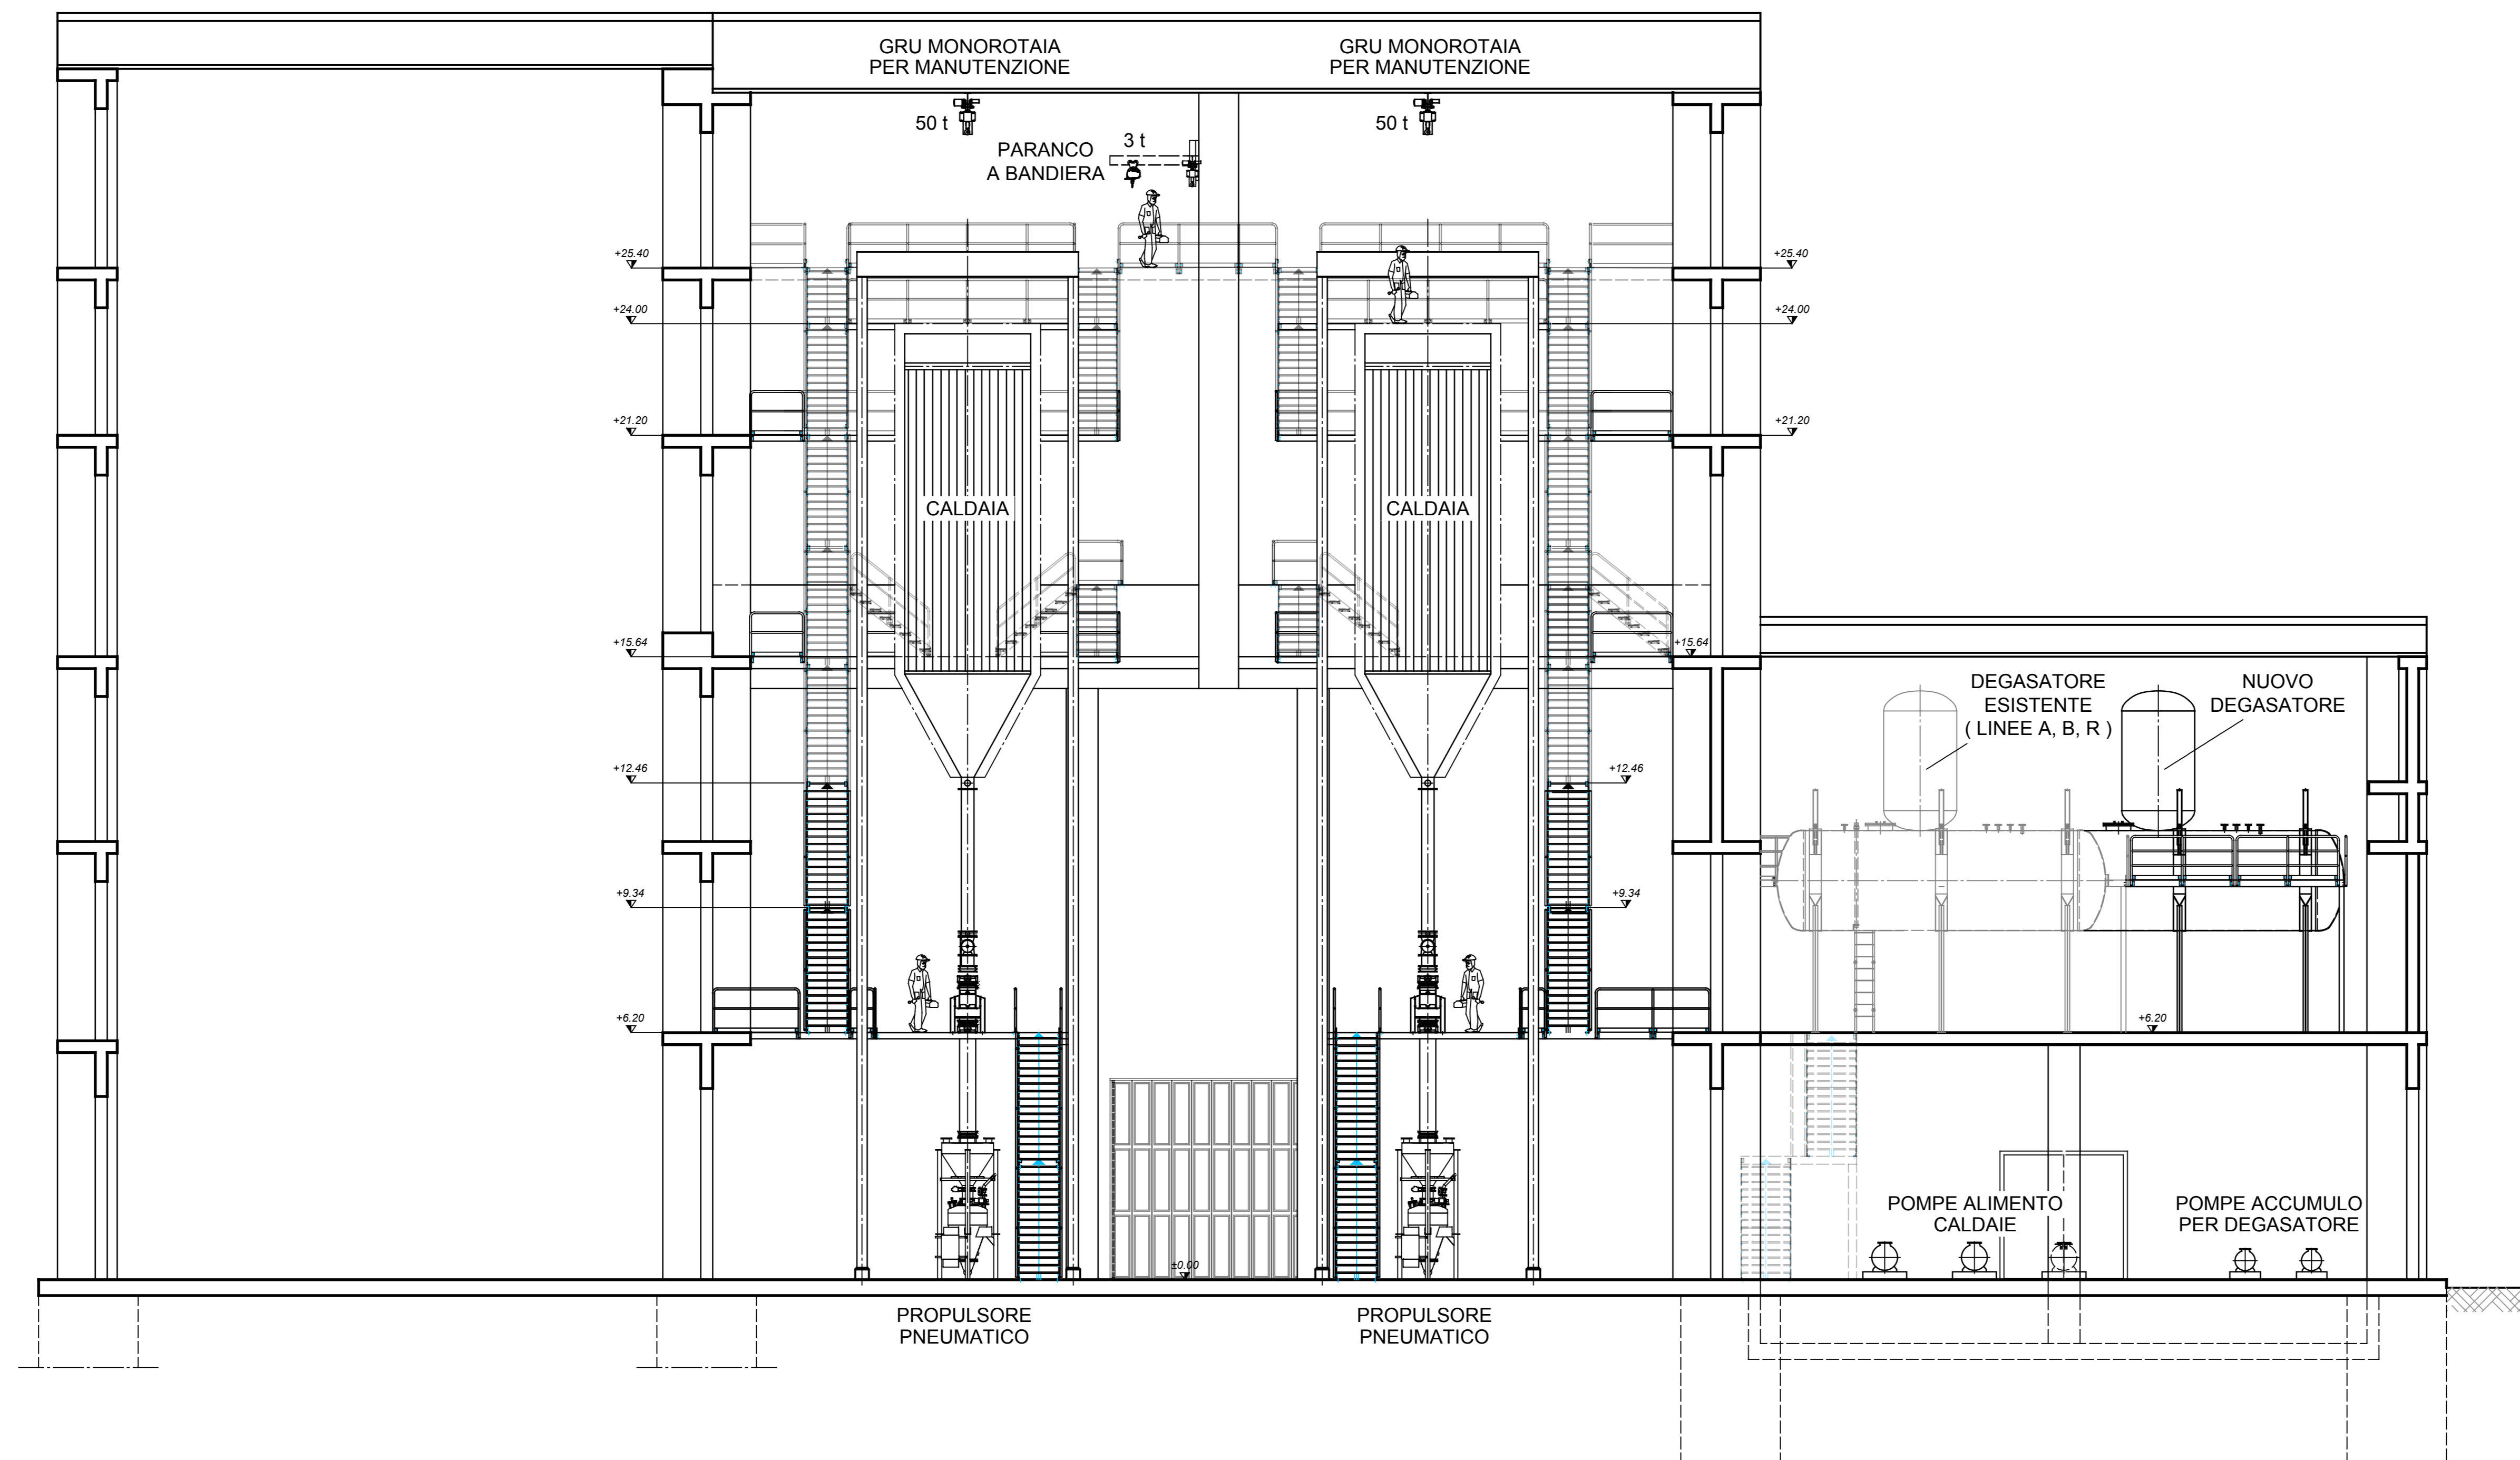 GRU MONOROTAIA
PER MANUTENZIONE
GRU MONOROTAIA
PER MANUTENZIONE
50 t
50 t
3 t
PARANCO
A BANDIERA
+25.40
+25.40
+24.00
+24.00
+21.20
+21.20
CALDAIA
CALDAIA
+15.64
+15.64
DEGASATORE
ESISTENTE
( LINEE A, B, R )
NUOVO
DEGASATORE
+12.46
+12.46
+9.34
+9.34
+6.20
+6.20
POMPE ALIMENTO
CALDAIE
POMPE ACCUMULO
PER DEGASATORE
±0.00
PROPULSORE
PNEUMATICO
PROPULSORE
PNEUMATICO